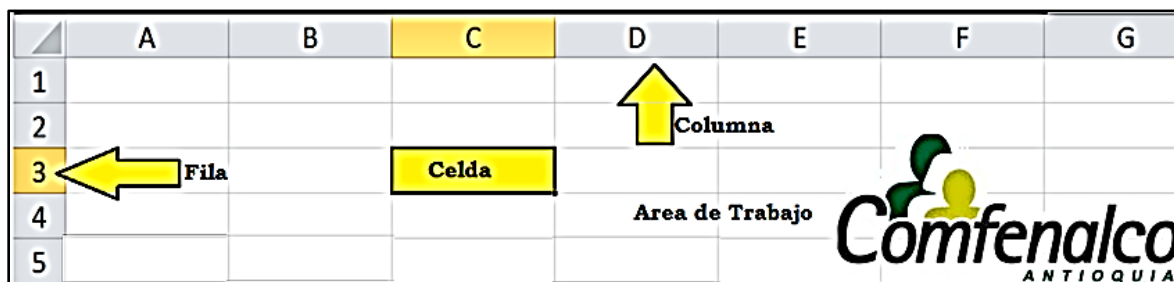 A B C D E F G
1
2
Columna
3 Fila Celda
4 Area de Trabajo
5
Comfenalco
ANTIOQUIA